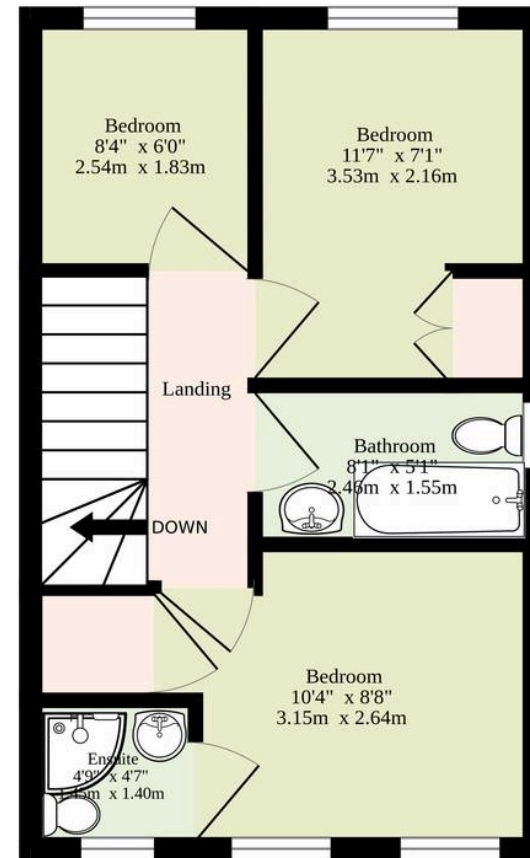 Bedroom
8'4" x 6'0"
2.54m x 1.83m
Bedroom
11'7" x 7'1"
3.53m x 2.16m
Landing
Bathroom
8'1" x 5'1"
2.46m x 1.55m
DOWN
Bedroom
10'4" x 8'8"
3.15m x 2.64m
Ensuite
4'9" x 4'7"
1.45m x 1.40m